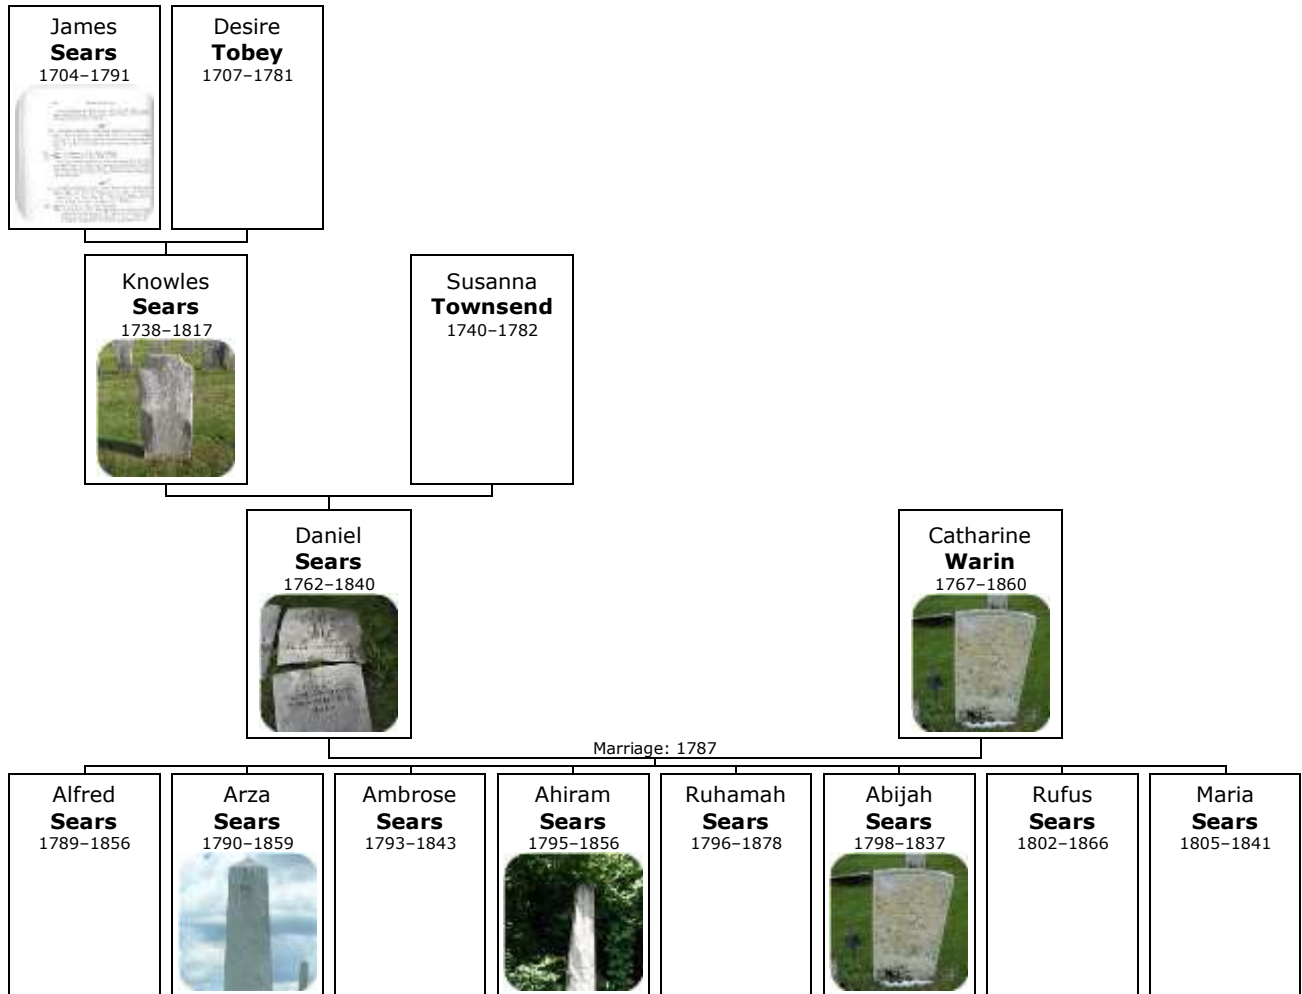 James
Sears
1704–1791
Desire
Tobey
1707–1781
Knowles
Sears
1738–1817
Susanna
Townsend
1740–1782
Daniel
Sears
1762–1840
Catharine
Warin
1767–1860
Marriage: 1787
Alfred
Sears
1789–1856
Arza
Sears
1790–1859
Ambrose
Sears
1793–1843
Ahiram
Sears
1795–1856
Ruhamah
Sears
1796–1878
Abijah
Sears
1798–1837
Rufus
Sears
1802–1866
Maria
Sears
1805–1841